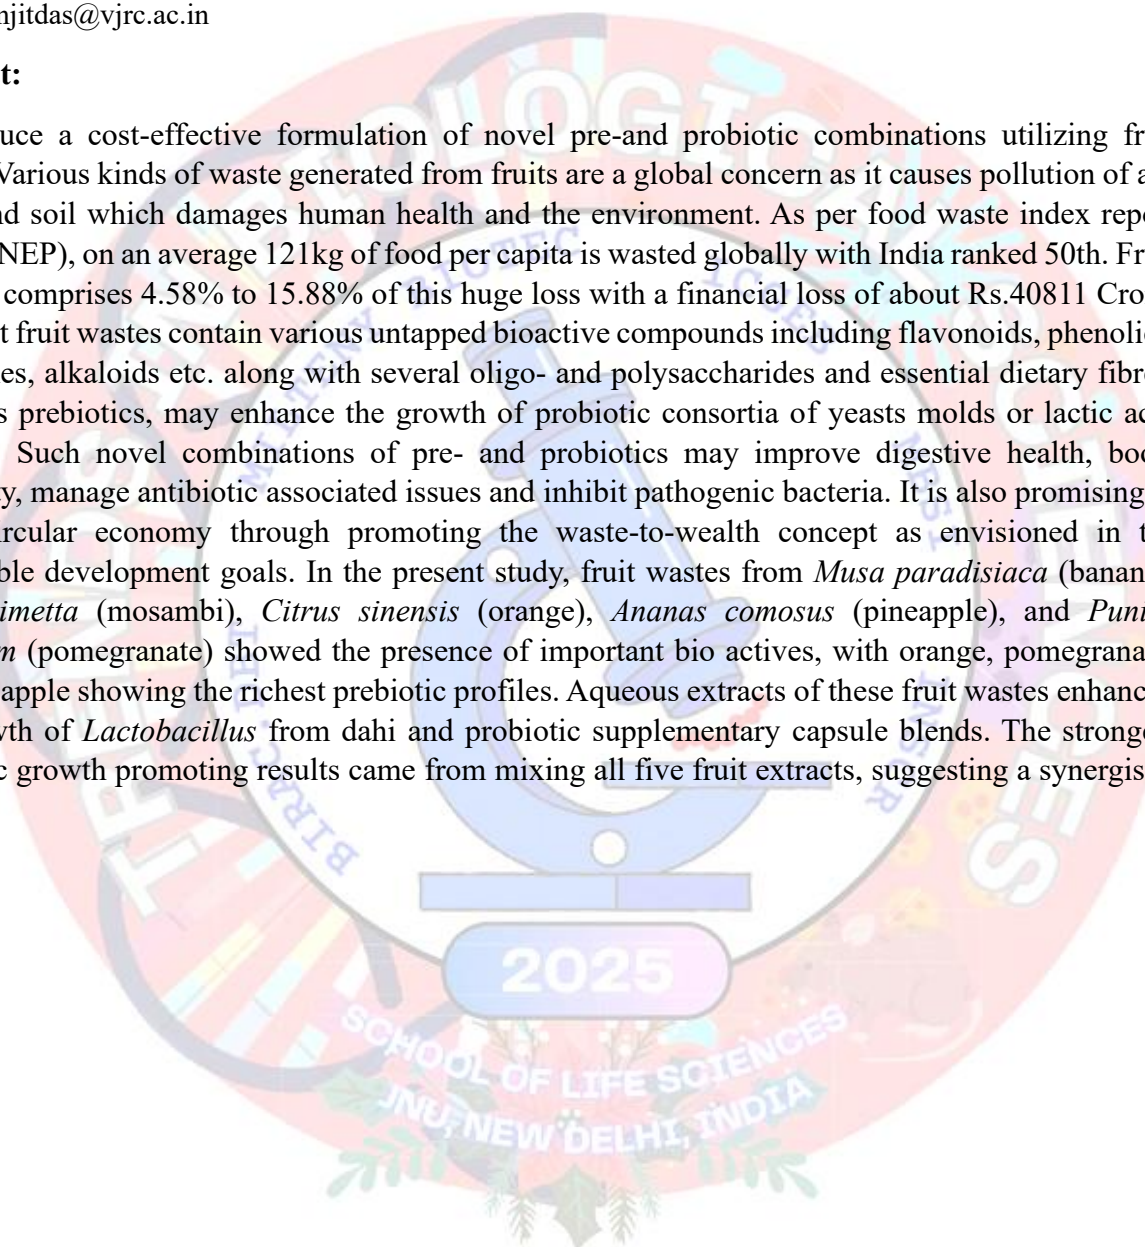 njitdas@vjrc.ac.in
t:
uce a cost-effective formulation of novel pre-and probiotic combinations utilizing fr
Various kinds of waste generated from fruits are a global concern as it causes pollution of a
nd soil which damages human health and the environment. As per food waste index repo
NEP), on an average 121kg of food per capita is wasted globally with India ranked 50th. Fr
comprises 4.58% to 15.88% of this huge loss with a financial loss of about Rs.40811 Cro
t fruit wastes contain various untapped bioactive compounds including flavonoids, phenoli
es, alkaloids etc. along with several oligo- and polysaccharides and essential dietary fibr
s prebiotics, may enhance the growth of probiotic consortia of yeasts molds or lactic ac
Such novel combinations of pre- and probiotics may improve digestive health, boo
ty, manage antibiotic associated issues and inhibit pathogenic bacteria. It is also promising
ircular economy through promoting the waste-to-wealth concept as envisioned in t
ble development goals. In the present study, fruit wastes from Musa paradisiaca (banan
imetta (mosambi), Citrus sinensis (orange), Ananas comosus (pineapple), and Puni
m (pomegranate) showed the presence of important bio actives, with orange, pomegrana
apple showing the richest prebiotic profiles. Aqueous extracts of these fruit wastes enhanc
wth of Lactobacillus from dahi and probiotic supplementary capsule blends. The stronge
c growth promoting results came from mixing all five fruit extracts, suggesting a synergis
TRENDS IN
SCIENCES
BIRAC, DBT
2025
SCHOOL OF LIFE SCIENCES
JNU, NEW DELHI, INDIA